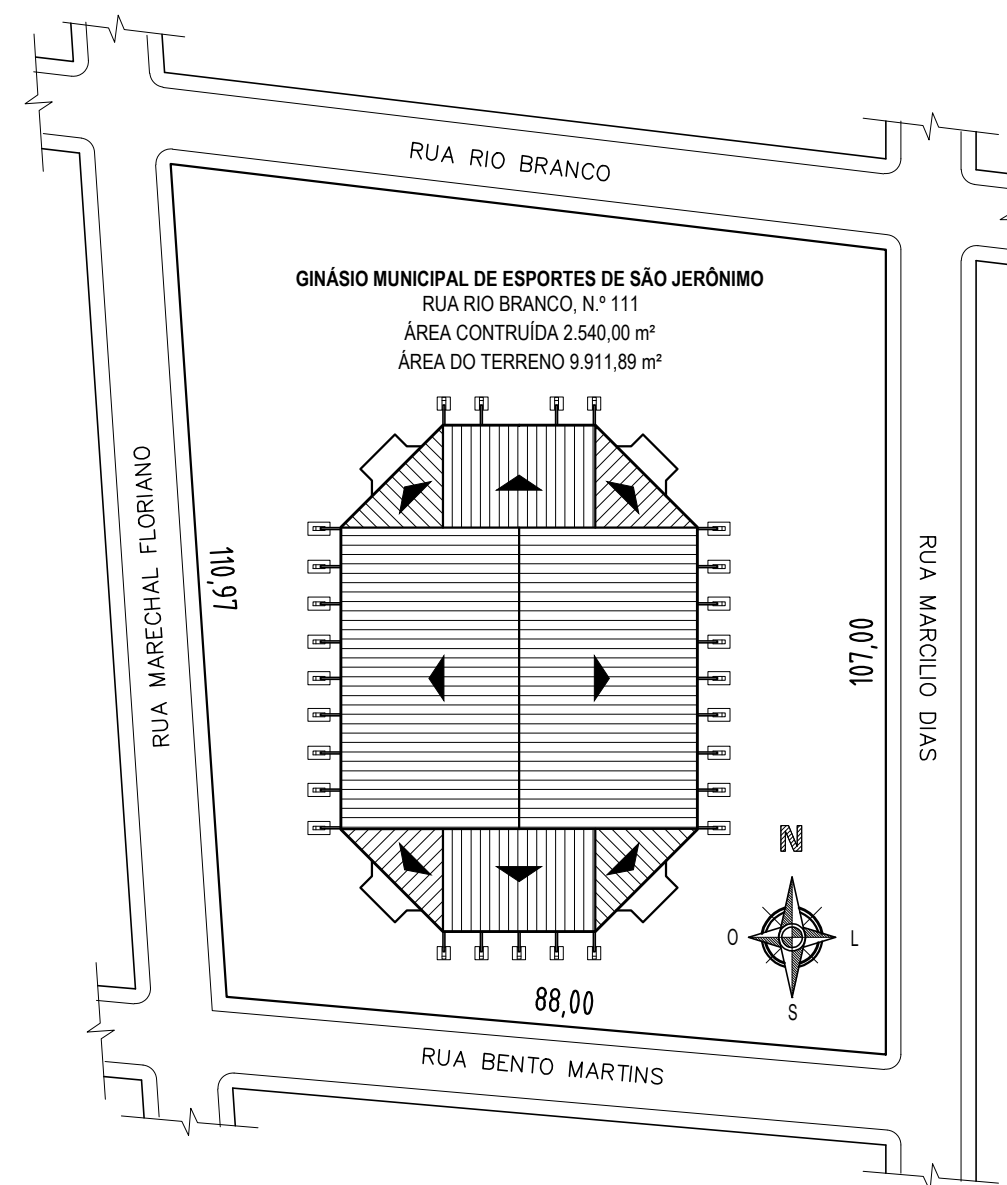 RUA RIO BRANCO
GINÁSIO MUNICIPAL DE ESPORTES DE SÃO JERÔNIMO
RUA RIO BRANCO, N.º 111
ÁREA CONTRUÍDA 2.540,00 m²
ÁREA DO TERRENO 9.911,89 m²
RUA MARECHAL FLORIANO
110,97
107,00
RUA MARCILIO DIAS
N
O
L
S
88,00
RUA BENTO MARTINS